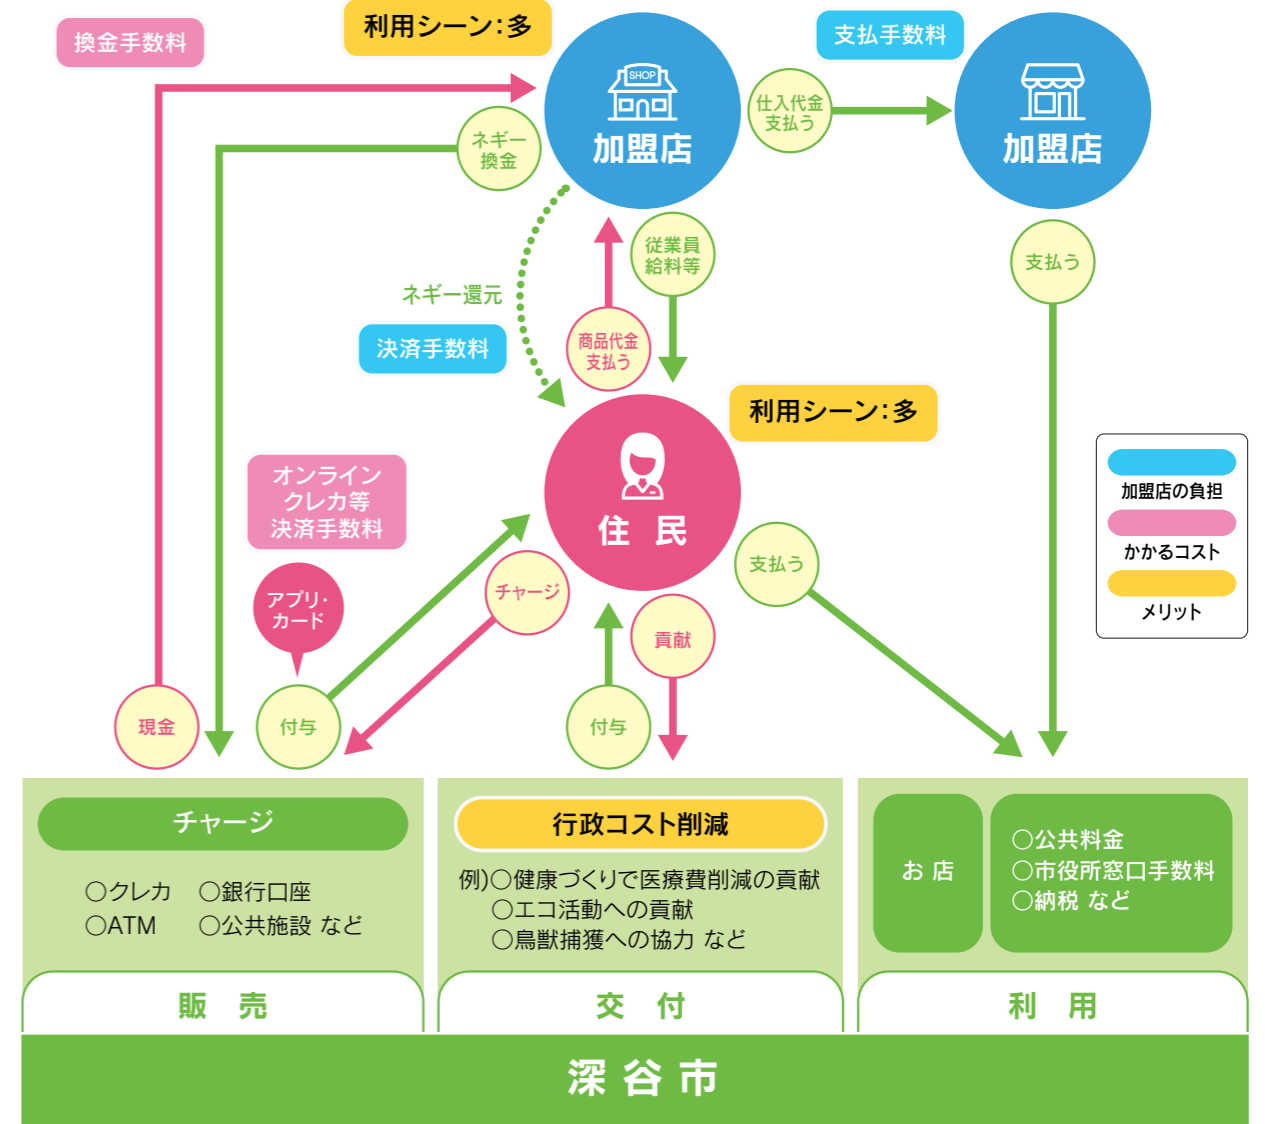 換金手数料
利用シーン：多
支払手数料
SHOP
加盟店
仕入代金
支払う
加盟店
ネギー
換金
従業員
給料等
支払う
ネギー還元
決済手数料
商品代金
支払う
利用シーン：多
住 民
オンライン
クレカ等
決済手数料
加盟店の負担
かかるコスト
メリット
アプリ・
カード
チャージ
支払う
貢献
現金
付与
付与
チャージ
○クレカ ○銀行口座
○ATM ○公共施設 など
販 売
行政コスト削減
例)○健康づくりで医療費削減の貢献
○エコ活動への貢献
○鳥獣捕獲への協力 など
交 付
お 店
○公共料金
○市役所窓口手数料
○納税 など
利 用
深谷市